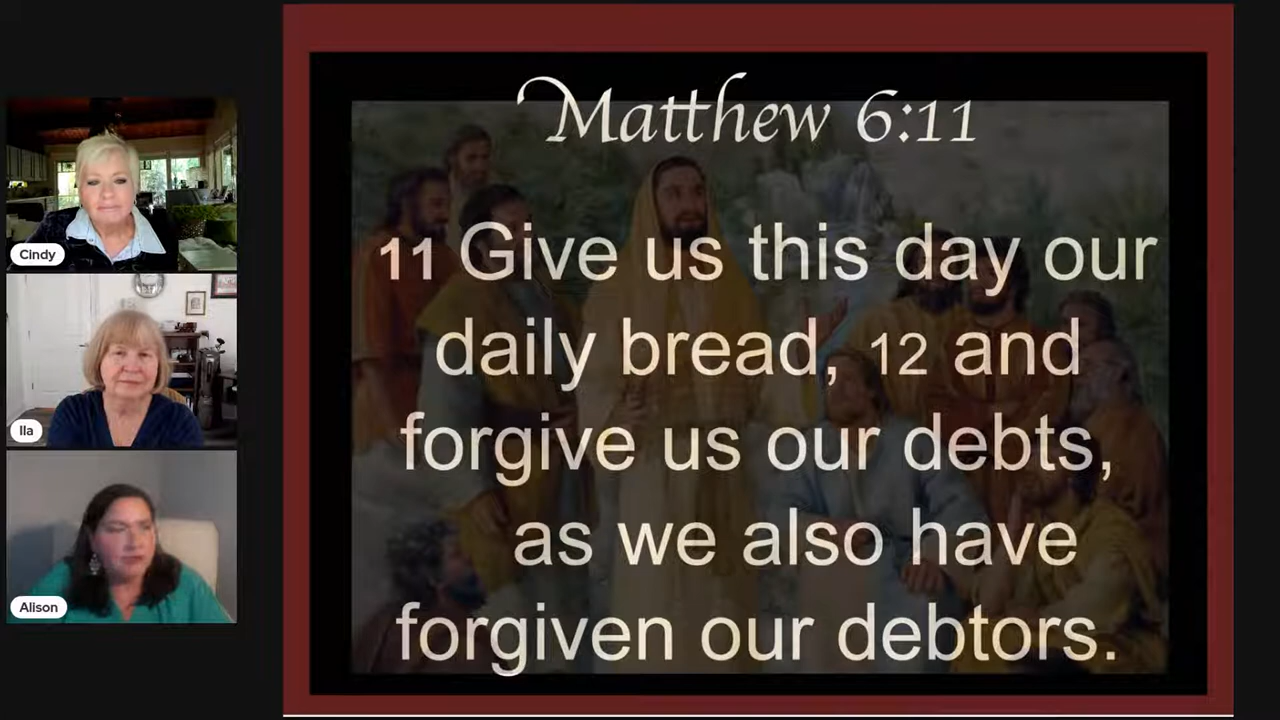 Cindy
Ila
Alison
Matthew 6:11
11 Give us this day our
daily bread, 12 and
forgive us our debts,
as we also have
forgiven our debtors.